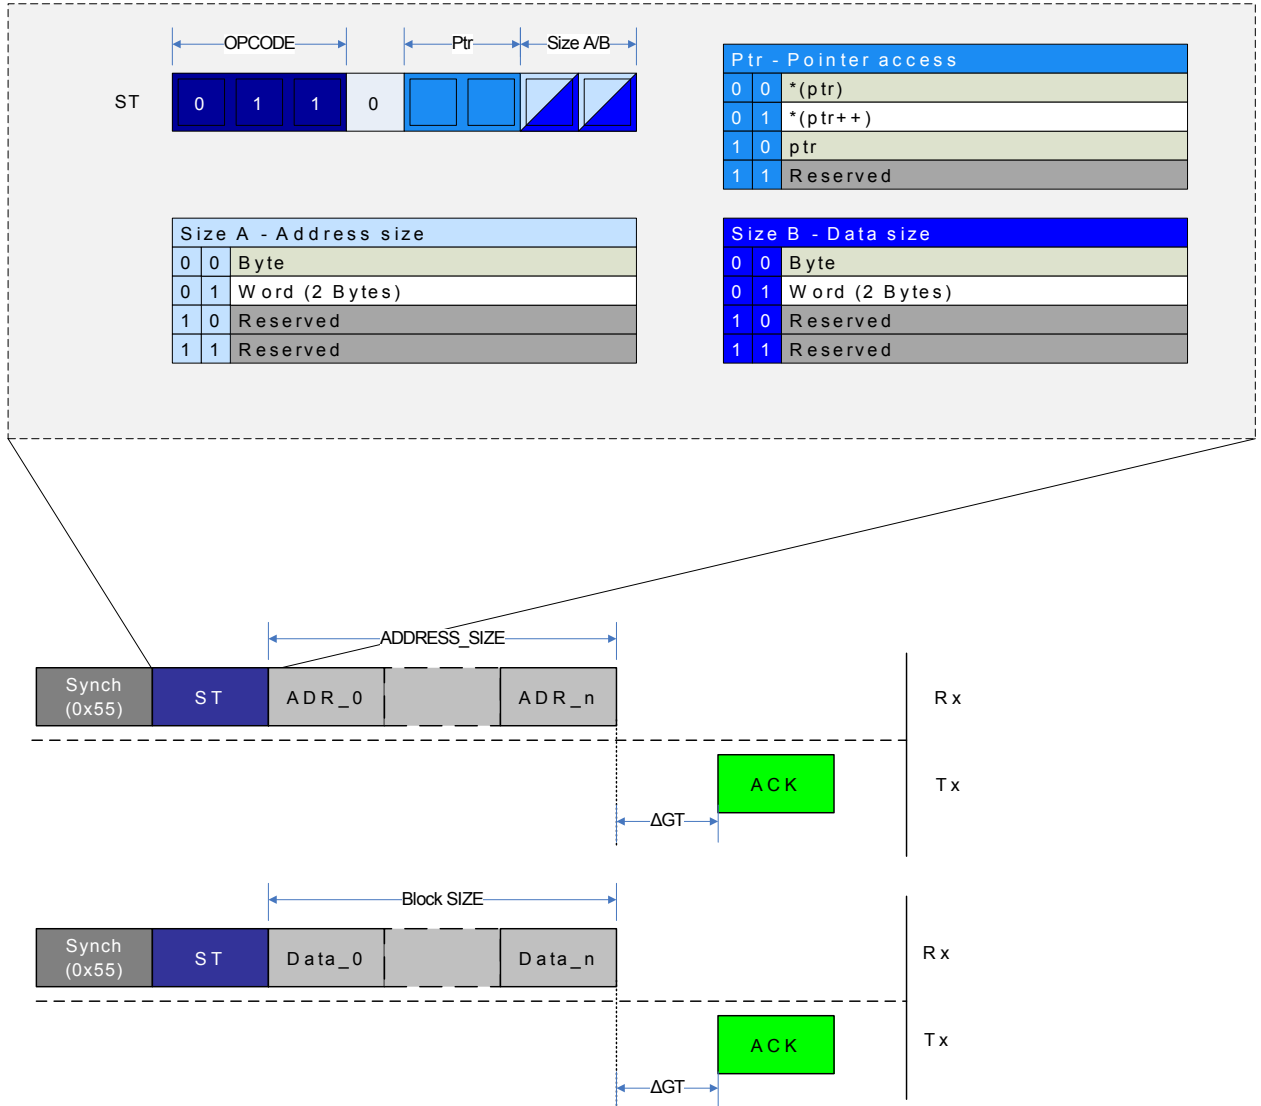 OPCODE Ptr Size A/B
ST 0 1 1 0
Ptr - Pointer access
0 0 *(ptr)
0 1 *(ptr++)
1 0 ptr
1 1 Reserved
Size A - Address size
0 0 Byte
0 1 Word (2 Bytes)
1 0 Reserved
1 1 Reserved
Size B - Data size
0 0 Byte
0 1 Word (2 Bytes)
1 0 Reserved
1 1 Reserved
ADDRESS_SIZE
Synch
(0x55)
ST ADR_0 ADR_n Rx
ACK Tx
ΔGT
Block SIZE
Synch
(0x55)
ST Data_0 Data_n Rx
ACK Tx
ΔGT